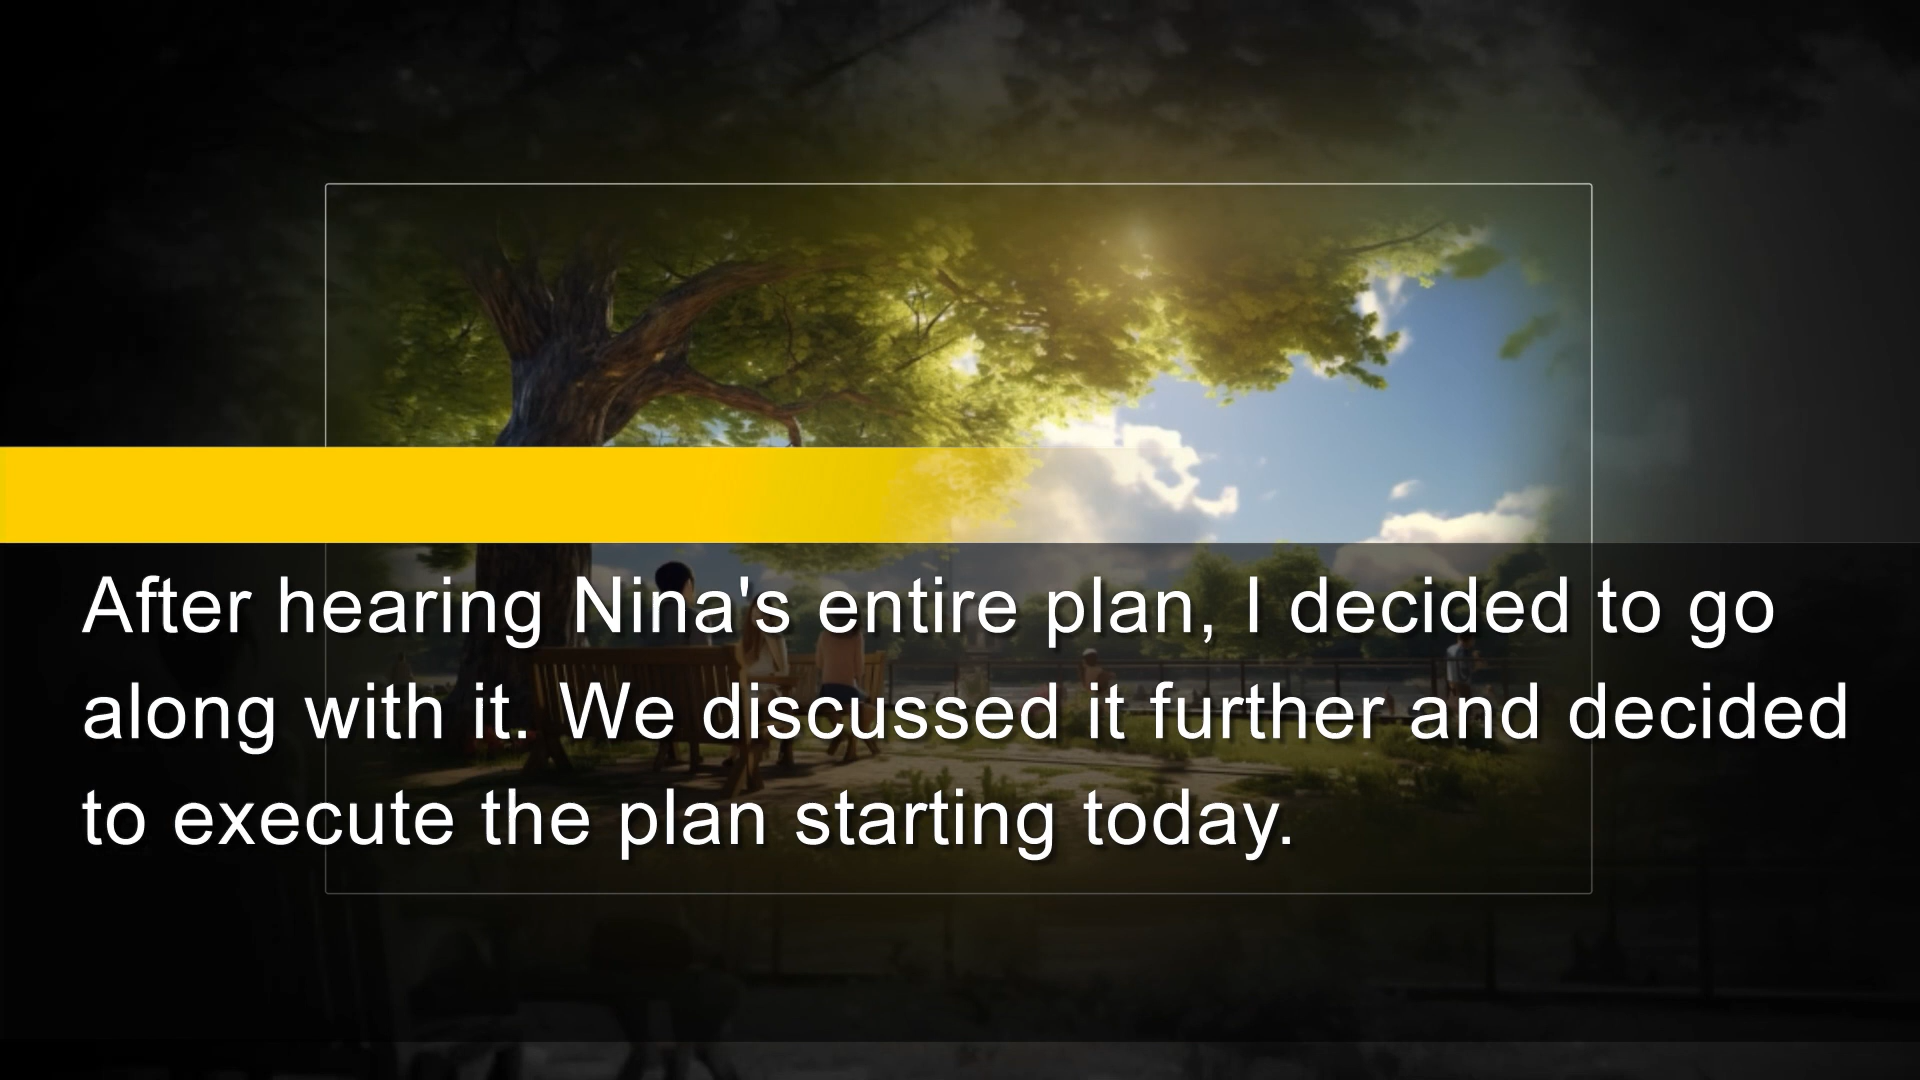 After hearing Nina's entire plan, I decided to go
along with it. We discussed it further and decided
to execute the plan starting today.